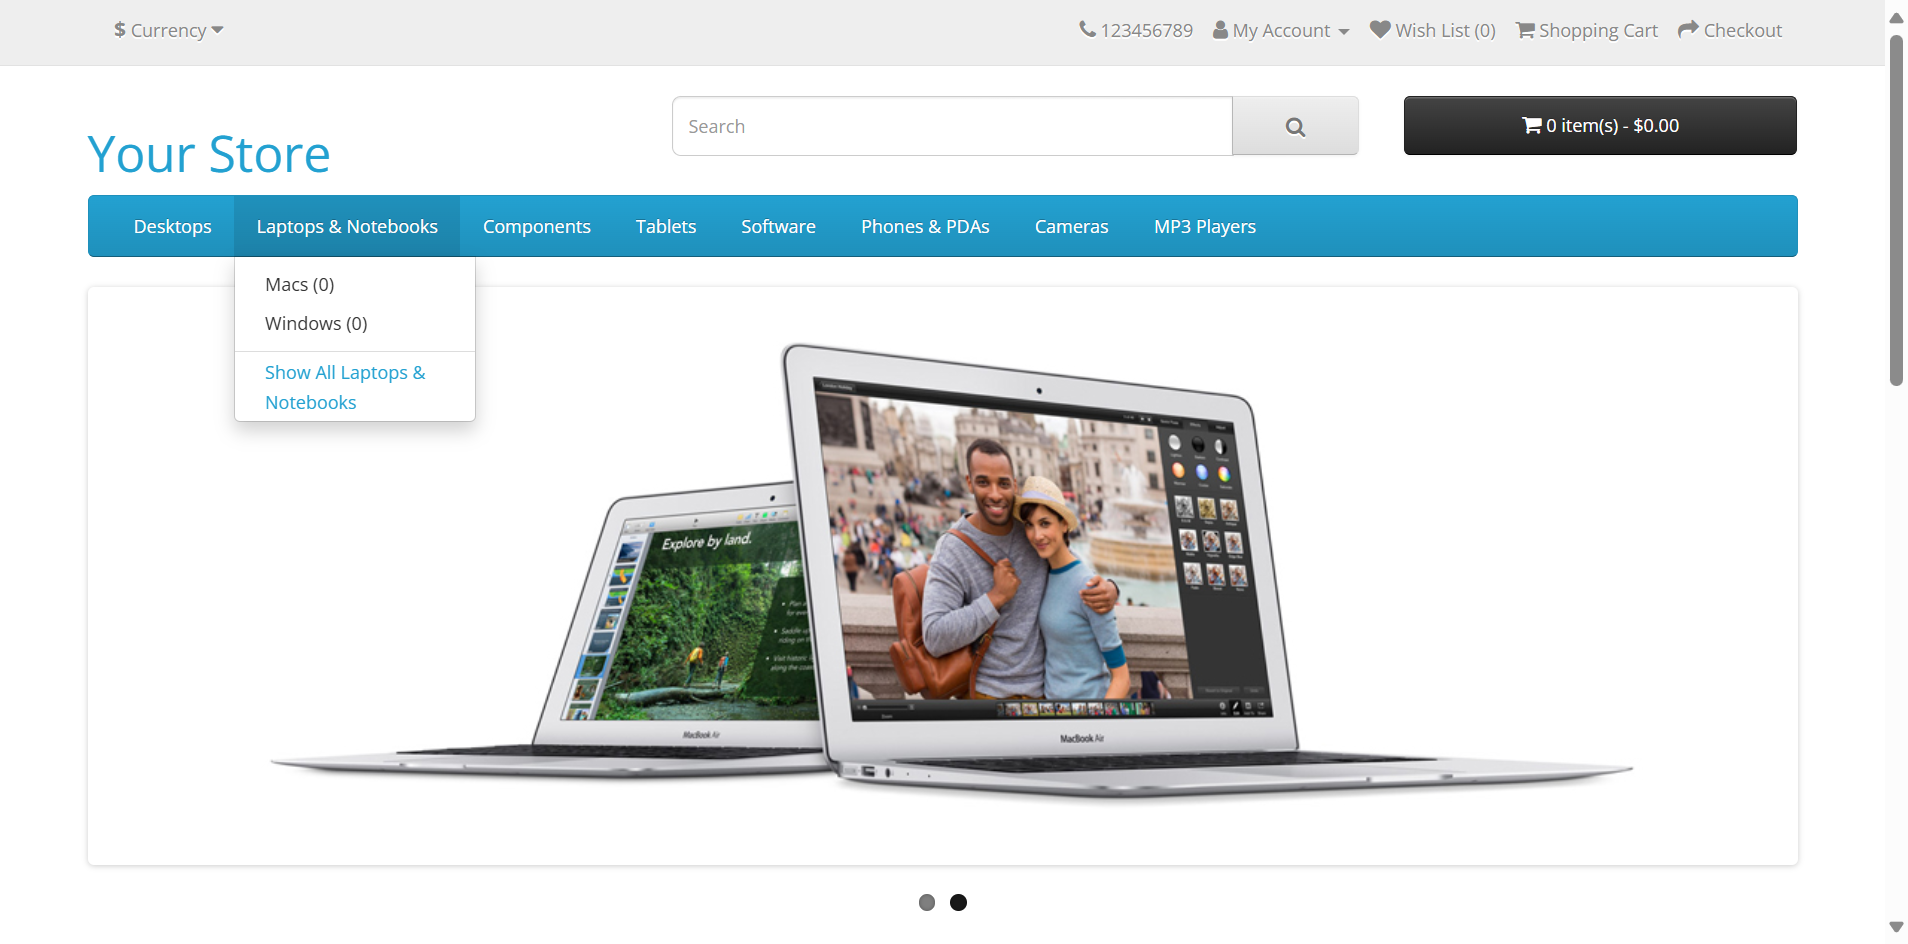 $ Currency
123456789 My Account Wish List (0) Shopping Cart Checkout
Search
0 item(s) - $0.00
Your Store
Desktops Laptops & Notebooks Components Tablets Software Phones & PDAs Cameras MP3 Players
Macs (0)
Windows (0)
Show All Laptops &
Notebooks
Explore by land.
MacBook Air
MacBook Air